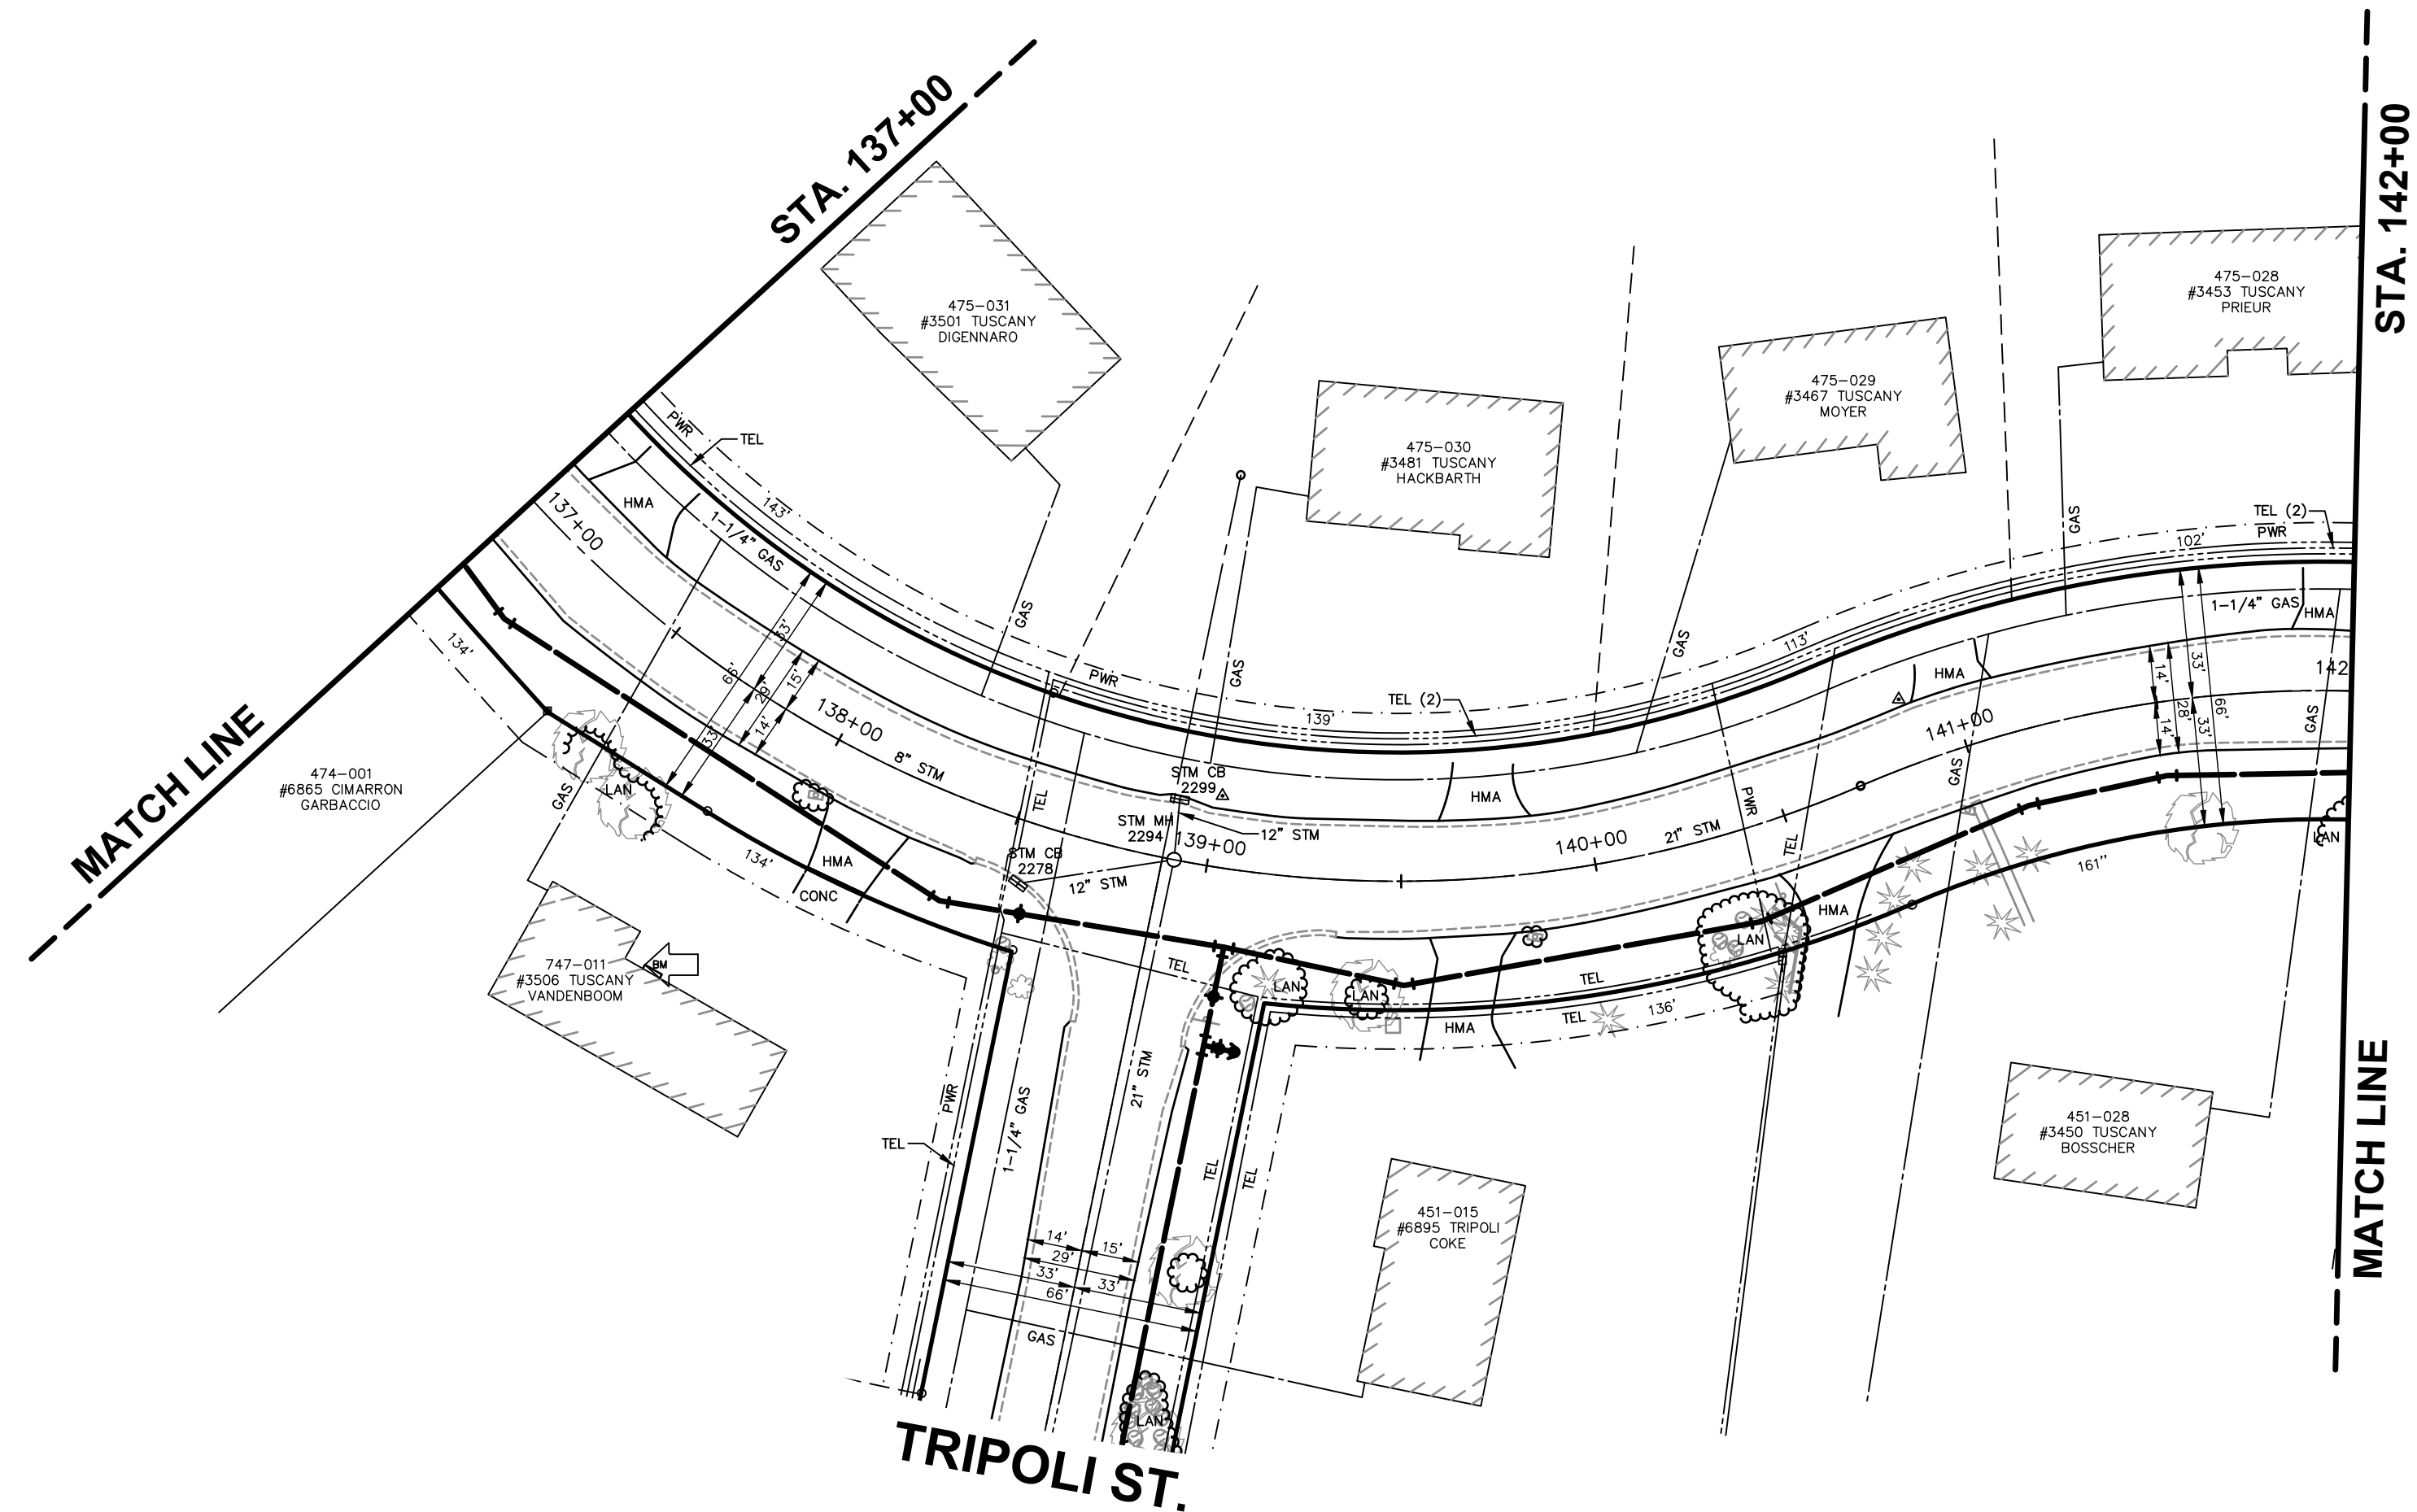 STA. 137+00
MATCH LINE
STA. 142+00
MATCH LINE
475-031
#3501 TUSCANY
DIGENNARO
475-030
#3481 TUSCANY
HACKBARTH
475-029
#3467 TUSCANY
MOYER
475-028
#3453 TUSCANY
PRIEUR
PWR
TEL
143'
HMA
1-1/4" GAS
137+00
GAS
PWR
GAS
139'
TEL (2)
GAS
113'
GAS
TEL (2)
PWR
102'
1-1/4" GAS
HMA
142
33'
66'
29'
15'
14'
33'
138+00
8" STM
TEL
STM CB
2299
STM MH
2294
12" STM
139+00
HMA
140+00
21" STM
PWR
TEL
HMA
141+00
GAS
14'
14'
28'
33'
33'
66'
GAS
LAN
134'
474-001
#6865 CIMARRON
GARBACCIO
GAS
LAN
134'
HMA
CONC
STM CB
2278
12" STM
747-011
#3506 TUSCANY
VANDENBOOM
BM
TEL
LAN
LAN
HMA
TEL
TEL
136'
LAN
HMA
161''
PWR
TEL
1-1/4" GAS
21" STM
TEL
TEL
451-015
#6895 TRIPOLI
COKE
451-028
#3450 TUSCANY
BOSSCHER
14'
15'
29'
33'
33'
66'
GAS
LAN
TRIPOLI ST.